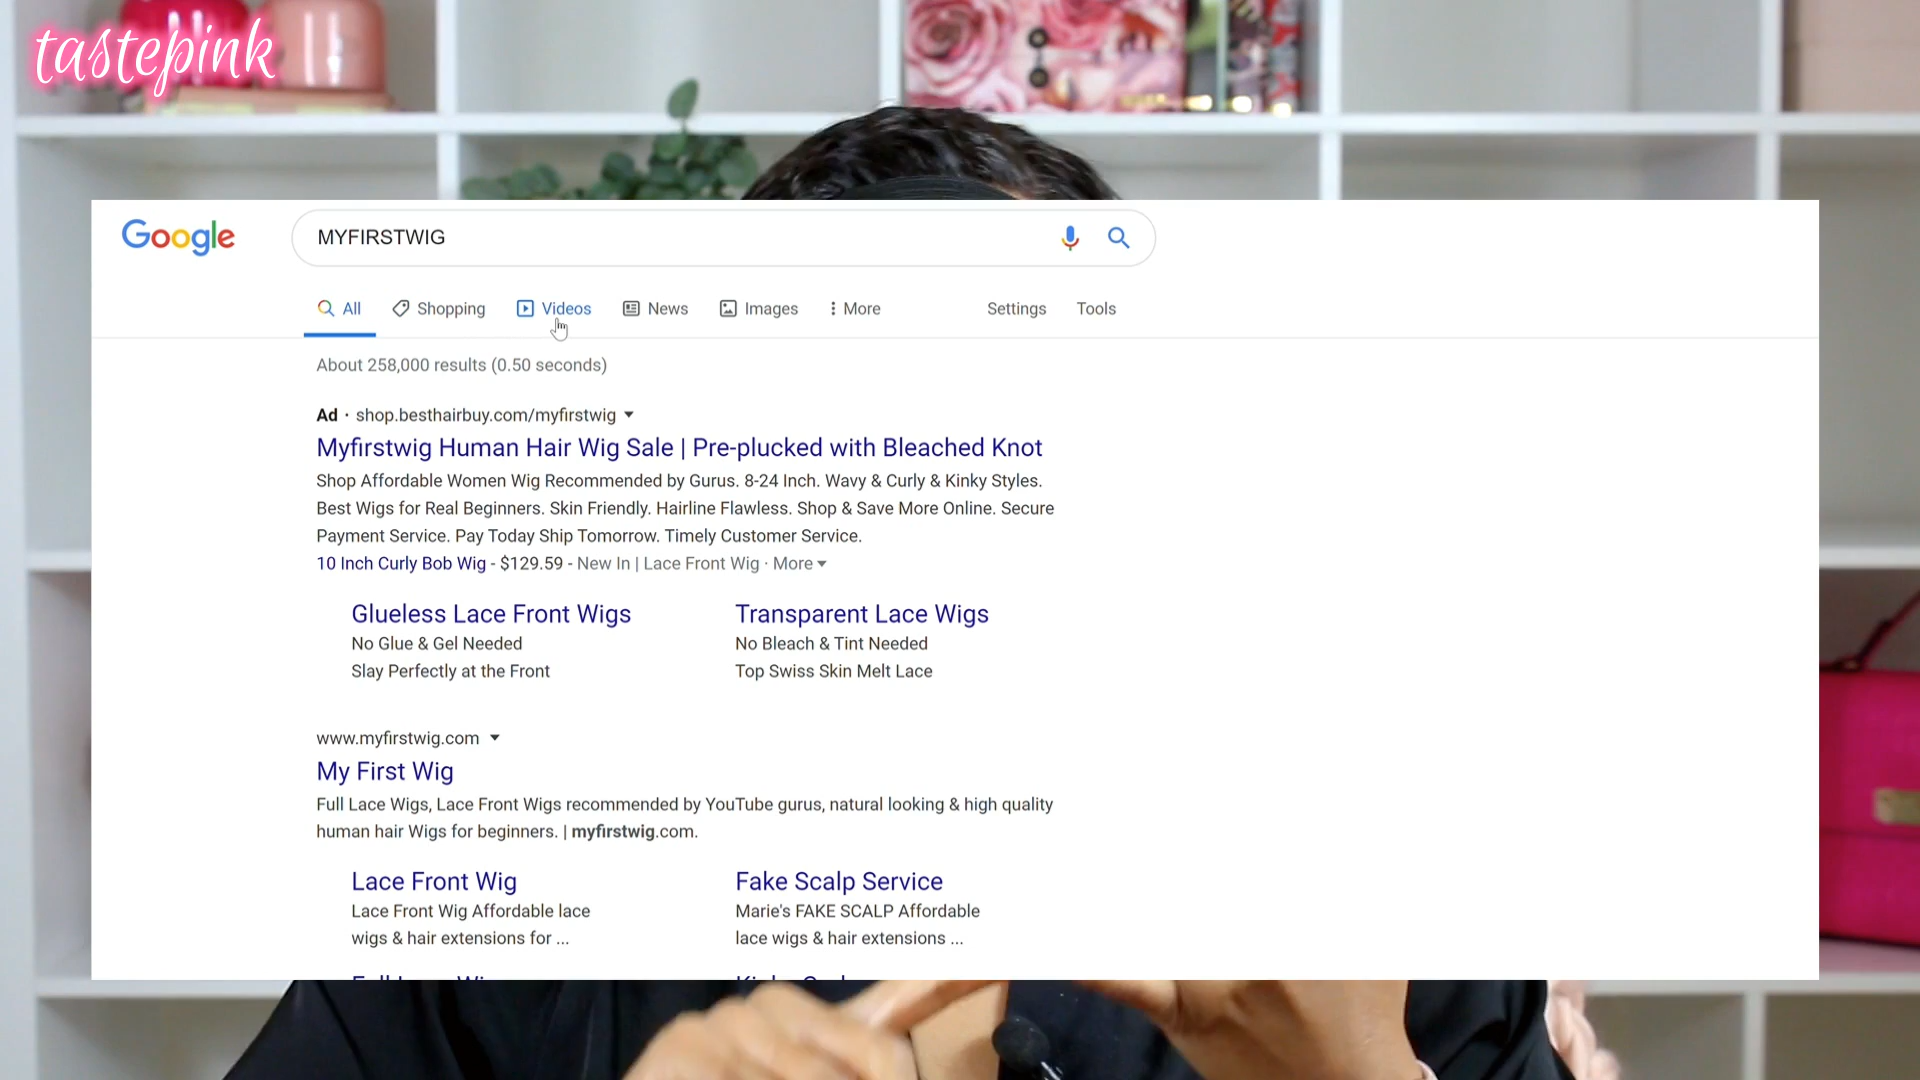 tastepink
Google
MYFIRSTWIG
All Shopping Videos News Images More Settings Tools
About 258,000 results (0.50 seconds)
Ad · shop.besthairbuy.com/myfirstwig
Myfirstwig Human Hair Wig Sale | Pre-plucked with Bleached Knot
Shop Affordable Women Wig Recommended by Gurus. 8-24 Inch. Wavy & Curly & Kinky Styles.
Best Wigs for Real Beginners. Skin Friendly. Hairline Flawless. Shop & Save More Online. Secure
Payment Service. Pay Today Ship Tomorrow. Timely Customer Service.
10 Inch Curly Bob Wig - $129.59 - New In | Lace Front Wig · More
Glueless Lace Front Wigs
No Glue & Gel Needed
Slay Perfectly at the Front
Transparent Lace Wigs
No Bleach & Tint Needed
Top Swiss Skin Melt Lace
www.myfirstwig.com
My First Wig
Full Lace Wigs, Lace Front Wigs recommended by YouTube gurus, natural looking & high quality
human hair Wigs for beginners. | myfirstwig.com.
Lace Front Wig
Lace Front Wig Affordable lace
wigs & hair extensions for ...
Fake Scalp Service
Marie's FAKE SCALP Affordable
lace wigs & hair extensions ...